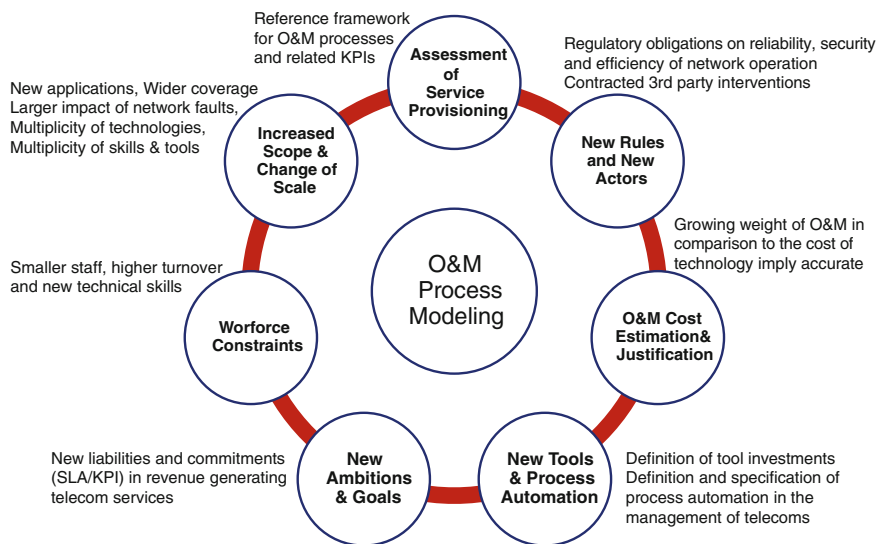 Reference framework
for O&M processes
and related KPIs
Assessment
of
Service
Provisioning
Regulatory obligations on reliability, security
and efficiency of network operation
Contracted 3rd party interventions
New Rules
and New
Actors
Growing weight of O&M in
comparison to the cost of
technology imply accurate
O&M Cost
Estimation&
Justification
Definition of tool investments
Definition and specification of
process automation in the
management of telecoms
New Tools
& Process
Automation
New
Ambitions
& Goals
New liabilities and commitments
(SLA/KPI) in revenue generating
telecom services
Worforce
Constraints
Smaller staff, higher turnover
and new technical skills
Increased
Scope &
Change of
Scale
New applications, Wider coverage
Larger impact of network faults,
Multiplicity of technologies,
Multiplicity of skills & tools
O&M
Process
Modeling